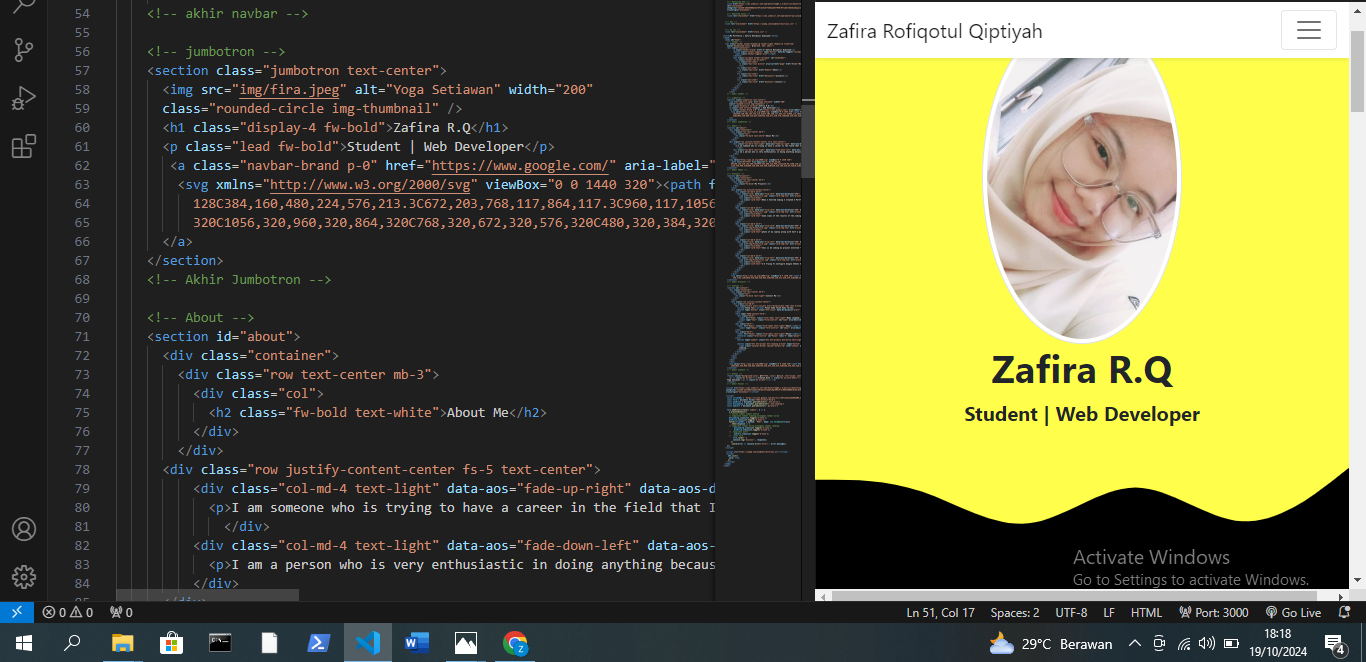 54 <!-- akhir navbar -->
55
56 <!-- jumbotron -->
57 <section class="jumbotron text-center">
58 <img src="img/fira.jpeg" alt="Yoga Setiawan" width="200"
59 class="rounded-circle img-thumbnail" />
60 <h1 class="display-4 fw-bold">Zafira R.Q</h1>
61 <p class="lead fw-bold">Student | Web Developer</p>
62 <a class="navbar-brand p-0" href="https://www.google.com/" aria-label="
63 <svg xmlns="http://www.w3.org/2000/svg" viewBox="0 0 1440 320"><path f
64 128C384,160,480,224,576,213.3C672,203,768,117,864,117.3C960,117,1056
65 320C1056,320,960,320,864,320C768,320,672,320,576,320C480,320,384,320
66 </a>
67 </section>
68 <!-- Akhir Jumbotron -->
69
70 <!-- About -->
71 <section id="about">
72 <div class="container">
73 <div class="row text-center mb-3">
74 <div class="col">
75 <h2 class="fw-bold text-white">About Me</h2>
76 </div>
77 </div>
78 <div class="row justify-content-center fs-5 text-center">
79 <div class="col-md-4 text-light" data-aos="fade-up-right" data-aos-d
80 <p>I am someone who is trying to have a career in the field that I
81 </div>
82 <div class="col-md-4 text-light" data-aos="fade-down-left" data-aos-
83 <p>I am a person who is very enthusiastic in doing anything becaus
84 </div>
Zafira Rofiqotul Qiptiyah
Zafira R.Q
Student | Web Developer
Activate Windows
Go to Settings to activate Windows.
0 0 0
Ln 51, Col 17 Spaces: 2 UTF-8 LF HTML Port: 3000 Go Live
29°C Berawan
18:18
19/10/2024
4